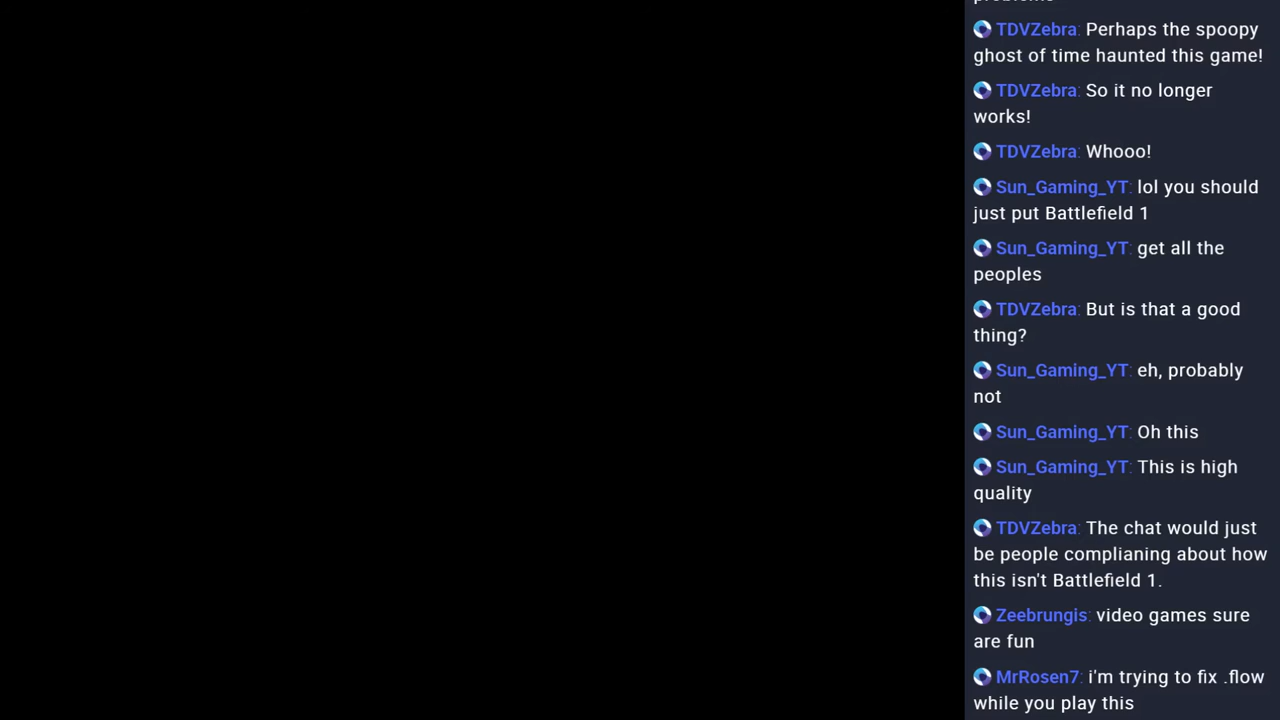 TDVZebra: Perhaps the spoopy
ghost of time haunted this game!
TDVZebra: So it no longer
works!
TDVZebra: Whooo!
Sun_Gaming_YT: lol you should
just put Battlefield 1
Sun_Gaming_YT: get all the
peoples
TDVZebra: But is that a good
thing?
Sun_Gaming_YT: eh, probably
not
Sun_Gaming_YT: Oh this
Sun_Gaming_YT: This is high
quality
TDVZebra: The chat would just
be people complianing about how
this isn't Battlefield 1.
Zeebrungis: video games sure
are fun
MrRosen7: i'm trying to fix .flow
while you play this